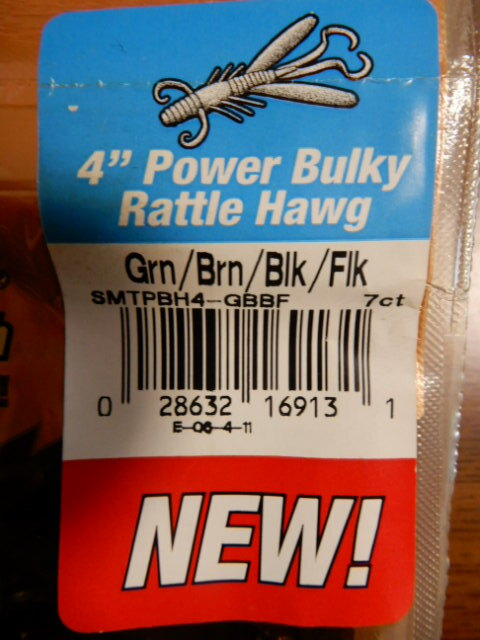 4” Power Bulky
Rattle Hawg
Grn/Brn/Blk/Flk
SMTPBH4-GBBF 7ct
0 28632 16913 1
E-06-4-11
NEW!